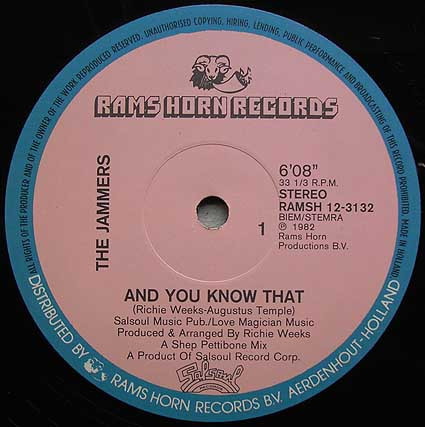 ALL RIGHTS OF THE PRODUCER AND OF THE OWNER OF THE WORK REPRODUCED RESERVED. UNAUTHORISED COPYING, HIRING, LENDING, PUBLIC PERFORMANCE AND BROADCASTING OF THIS RECORD PROHIBITED. MADE IN HOLLAND.
RAMS HORN RECORDS
THE JAMMERS
6'08"
33 1/3 R.P.M.
STEREO
RAMSH 12-3132
BIEM/STEMRA
℗ 1982
Rams Horn
Productions B.V.
1
AND YOU KNOW THAT
(Richie Weeks-Augustus Temple)
Salsoul Music Pub./Love Magician Music
Produced & Arranged By Richie Weeks
A Shep Pettibone Mix
A Product Of Salsoul Record Corp.
Salsoul
DISTRIBUTED BY RAMS HORN RECORDS B.V. AERDENHOUT-HOLLAND